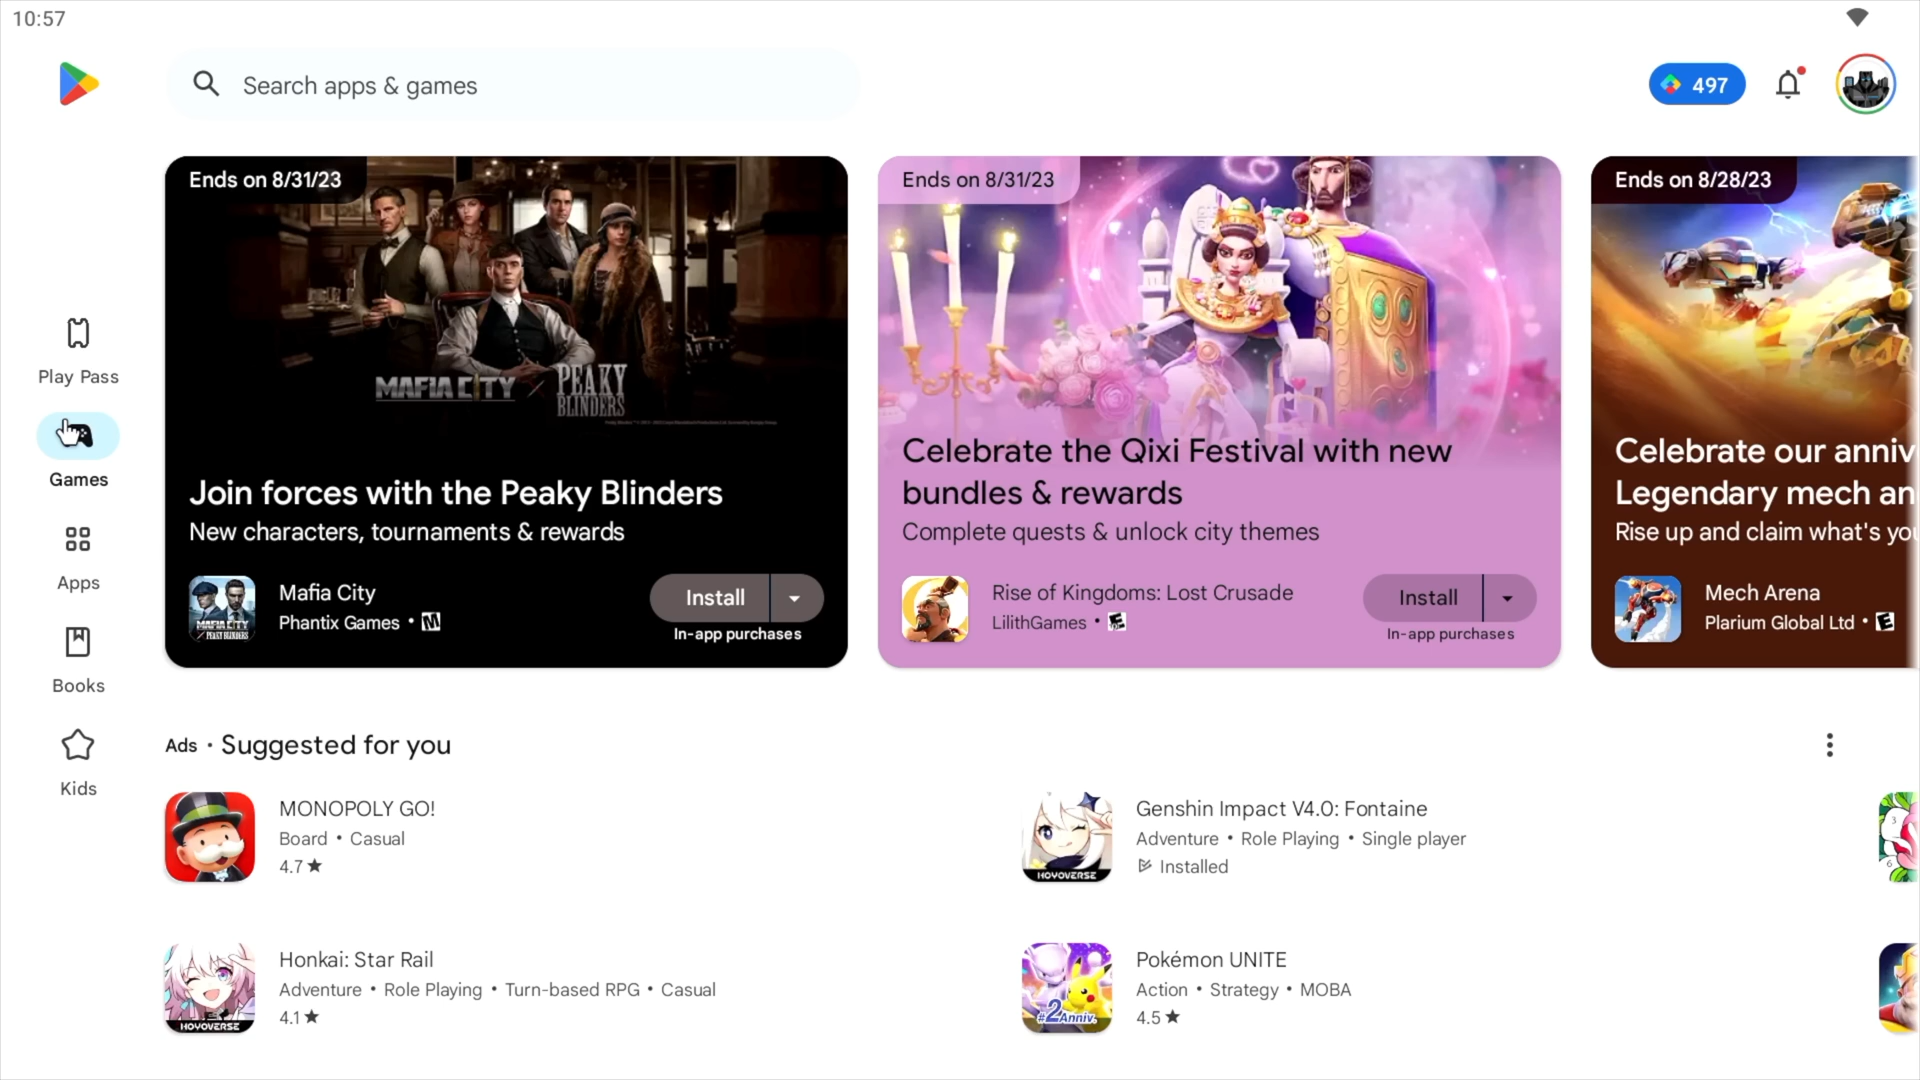 10:57
Search apps & games
497
Play Pass
Games
Apps
Books
Kids
Ends on 8/31/23
MAFIA CITY X PEAKY BLINDERS
Join forces with the Peaky Blinders
New characters, tournaments & rewards
Mafia City
Phantix Games • M
Install
In-app purchases
Ends on 8/31/23
Celebrate the Qixi Festival with new
bundles & rewards
Complete quests & unlock city themes
Rise of Kingdoms: Lost Crusade
LilithGames • E
Install
In-app purchases
Ends on 8/28/23
Celebrate our anniv
Legendary mech an
Rise up and claim what's you
Mech Arena
Plarium Global Ltd • E
Ads • Suggested for you
MONOPOLY GO!
Board • Casual
4.7 ★
HOYOVERSE
Genshin Impact V4.0: Fontaine
Adventure • Role Playing • Single player
Installed
HOYOVERSE
Honkai: Star Rail
Adventure • Role Playing • Turn-based RPG • Casual
4.1 ★
#2 Anniv.
Pokémon UNITE
Action • Strategy • MOBA
4.5 ★